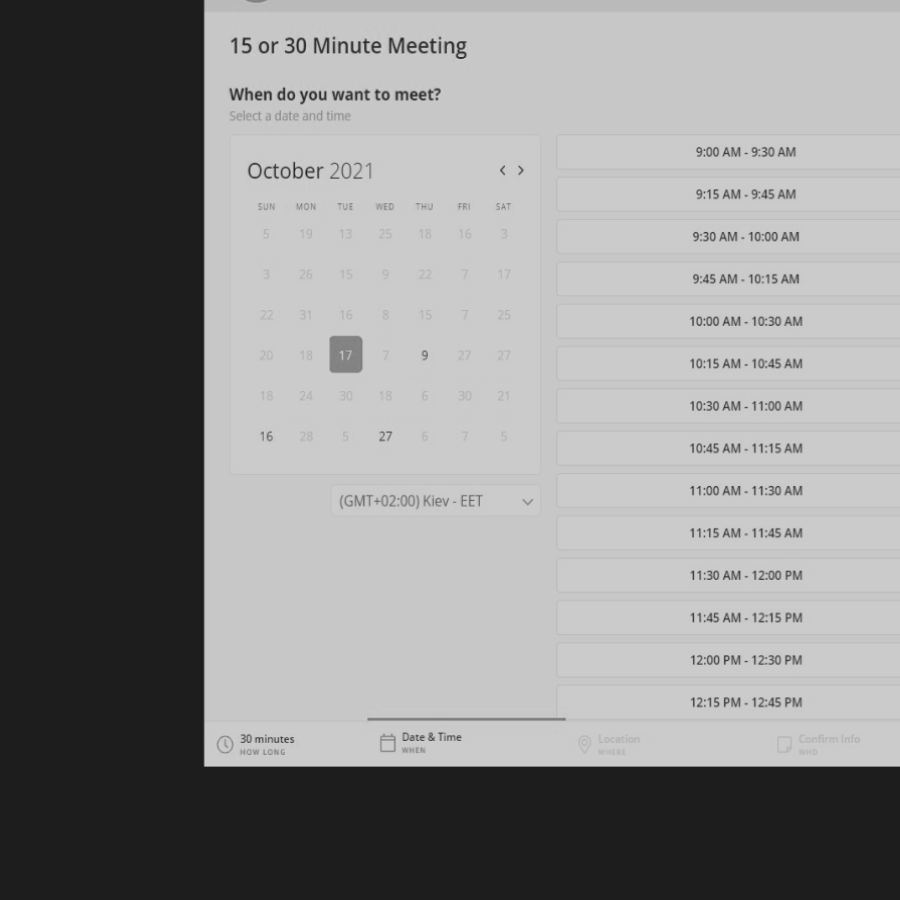 15 or 30 Minute Meeting
When do you want to meet?
Select a date and time
October 2021
SUN MON TUE WED THU FRI SAT
5 19 13 25 18 16 3
3 26 15 9 22 7 17
22 31 16 8 15 7 25
20 18 17 7 9 27 27
18 24 30 18 6 30 21
16 28 5 27 6 7 5
(GMT+02:00) Kiev - EET
9:00 AM - 9:30 AM
9:15 AM - 9:45 AM
9:30 AM - 10:00 AM
9:45 AM - 10:15 AM
10:00 AM - 10:30 AM
10:15 AM - 10:45 AM
10:30 AM - 11:00 AM
10:45 AM - 11:15 AM
11:00 AM - 11:30 AM
11:15 AM - 11:45 AM
11:30 AM - 12:00 PM
11:45 AM - 12:15 PM
12:00 PM - 12:30 PM
12:15 PM - 12:45 PM
30 minutes
HOW LONG
Date & Time
WHEN
Location
WHERE
Confirm Info
WHO